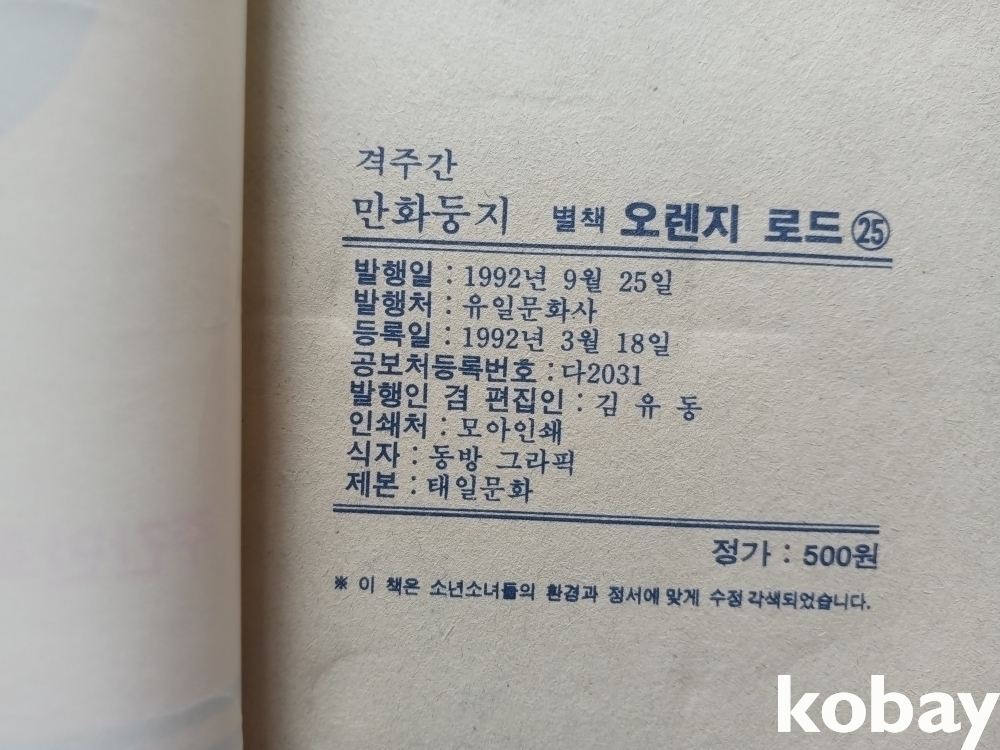 격주간
만화둥지 별책 오렌지 로드 ㉕
발행일 : 1992년 9월 25일
발행처 : 유일문화사
등록일 : 1992년 3월 18일
공보처등록번호 : 다2031
발행인 겸 편집인 : 김 유 동
인쇄처 : 모아인쇄
식자 : 동방 그라픽
제본 : 태일문화
정가 : 500원
※ 이 책은 소년소녀들의 환경과 정서에 맞게 수정 각색되었습니다.
kobay